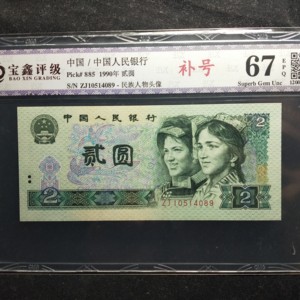 宝鑫评级
BAO XIN GRADING
中国 / 中国人民银行
Pick# 885 1990年 贰圆
S/N ZJ10514089 - 民族人物头像
补号
67 EPQ
Superb Gem Unc
中国人民银行
贰圆
2
2
ZJ10514089